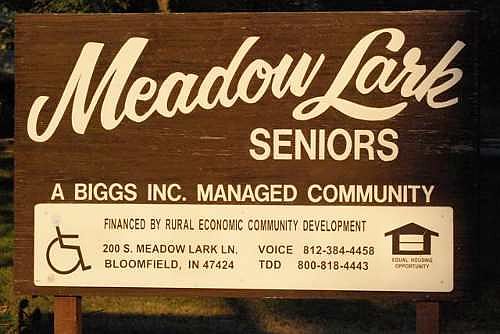 Meadow Lark
SENIORS
A BIGGS INC. MANAGED COMMUNITY
FINANCED BY RURAL ECONOMIC COMMUNITY DEVELOPMENT
200 S. MEADOW LARK LN. VOICE 812-384-4458
BLOOMFIELD, IN 47424 TDD 800-818-4443
EQUAL HOUSING
OPPORTUNITY